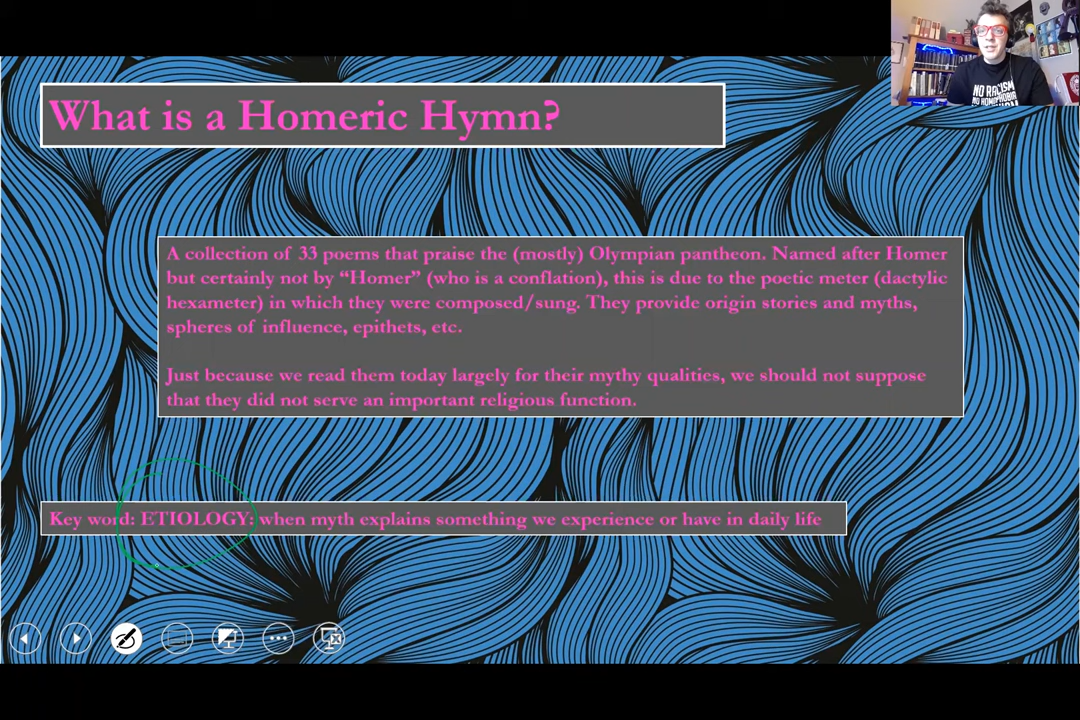 What is a Homeric Hymn?
A collection of 33 poems that praise the (mostly) Olympian pantheon. Named after Homer
but certainly not by “Homer” (who is a conflation), this is due to the poetic meter (dactylic
hexameter) in which they were composed/sung. They provide origin stories and myths,
spheres of influence, epithets, etc.
Just because we read them today largely for their mythy qualities, we should not suppose
that they did not serve an important religious function.
Key word: ETIOLOGY: when myth explains something we experience or have in daily life
NO RACISM
NO HOMOPHOBIA